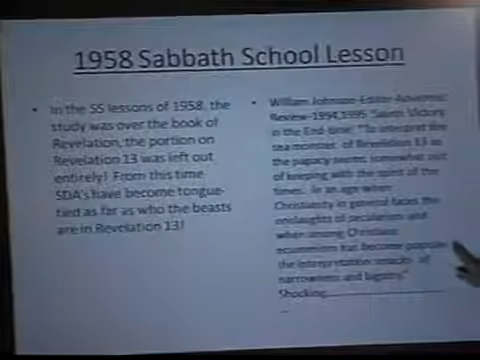 1958 Sabbath School Lesson
• In the SS lessons of 1958, the
study was over the book of
Revelation, the portion on
Revelation 13 was left out
entirely! From this time
SDA's have become tongue-
tied as far as who the beasts
are in Revelation 13!
• William Johnson-Editor-Adventist
Review-1994,1995 "Saints Victory
in the End-time: "To interpret the
sea monster of Revelation 13 as
the papacy seems somewhat out
of keeping with the spirit of the
times. In an age when
Christianity in general faces the
onslaughts of secularism and
when among Christians
ecumenism has become popular
the interpretation smacks of
narrowness and bigotry."
Shocking